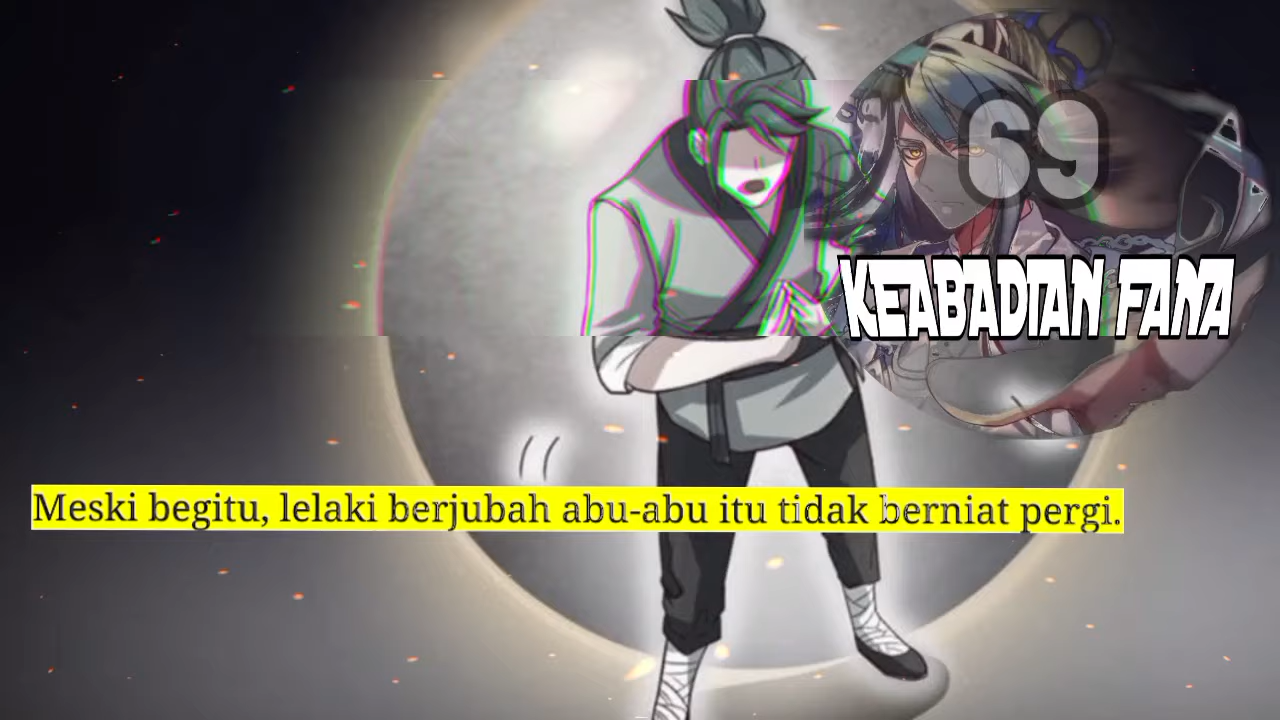 69
KEABADIAN FANA
Meski begitu, lelaki berjubah abu-abu itu tidak berniat pergi.